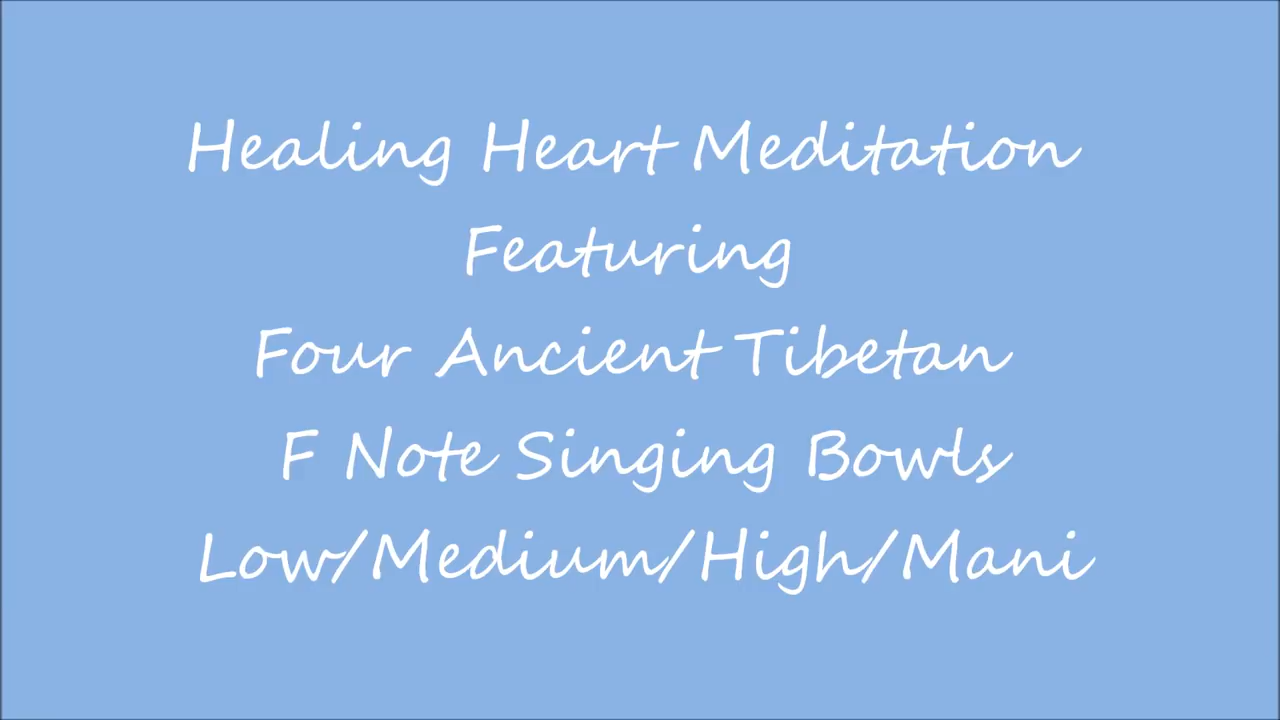 Healing Heart Meditation
Featuring
Four Ancient Tibetan
F Note Singing Bowls
Low/Medium/High/Mani